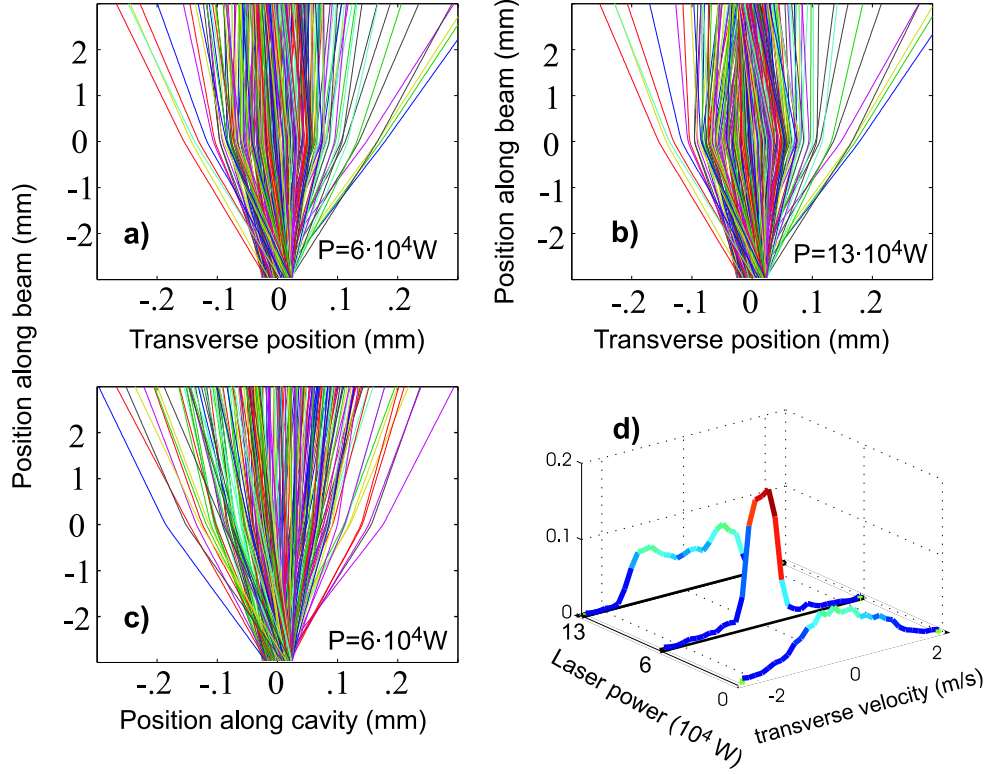 2
1
0
-1
-2
a)
P=6·10⁴W
-.2 -.1 0 .1 .2
Transverse position (mm)
Position along beam (mm)
2
1
0
-1
-2
b)
P=13·10⁴W
-.2 -.1 0 .1 .2
Transverse position (mm)
Position along beam (mm)
2
1
0
-1
-2
c)
P=6·10⁴W
-.2 -.1 0 .1 .2
Position along cavity (mm)
d)
0.2
0.1
0
13
6
0
Laser power (10⁴ W)
-2
0
2
transverse velocity (m/s)